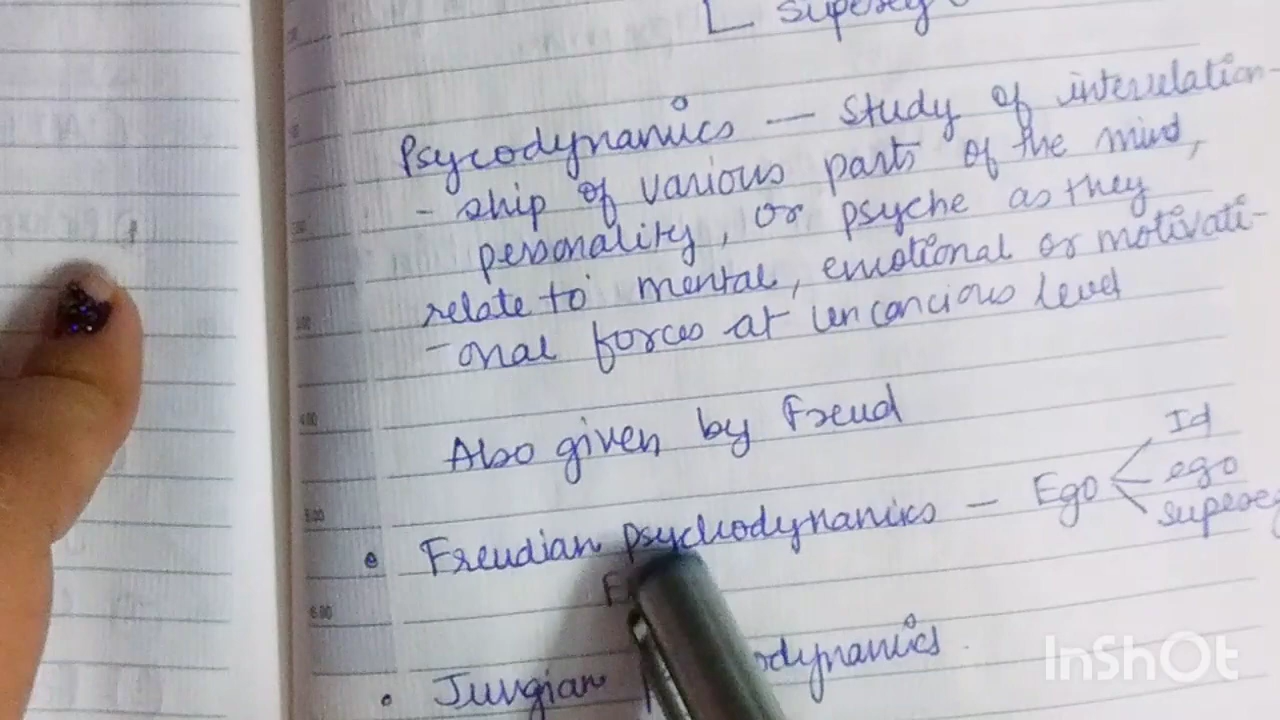 superego
Psycodynamics — Study of interrelation-
- ship of various parts of the mind,
personality, or psyche as they
relate to mental, emotional or motivati-
-onal forces at unconcious level
Also given by Freud
Freudian psychodynamics — Ego Id
ego
superego
Jungian odynamics.
InShOt